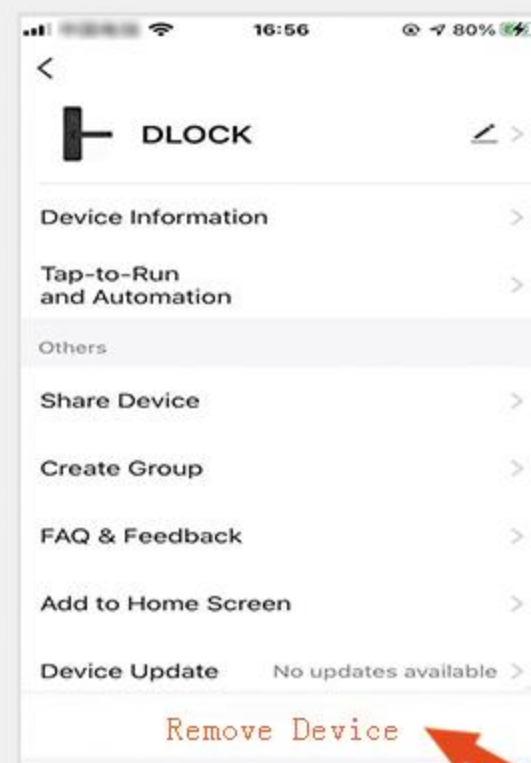 16:56
80%
DLOCK
Device Information
Tap-to-Run
and Automation
Others
Share Device
Create Group
FAQ & Feedback
Add to Home Screen
Device Update No updates available
Remove Device